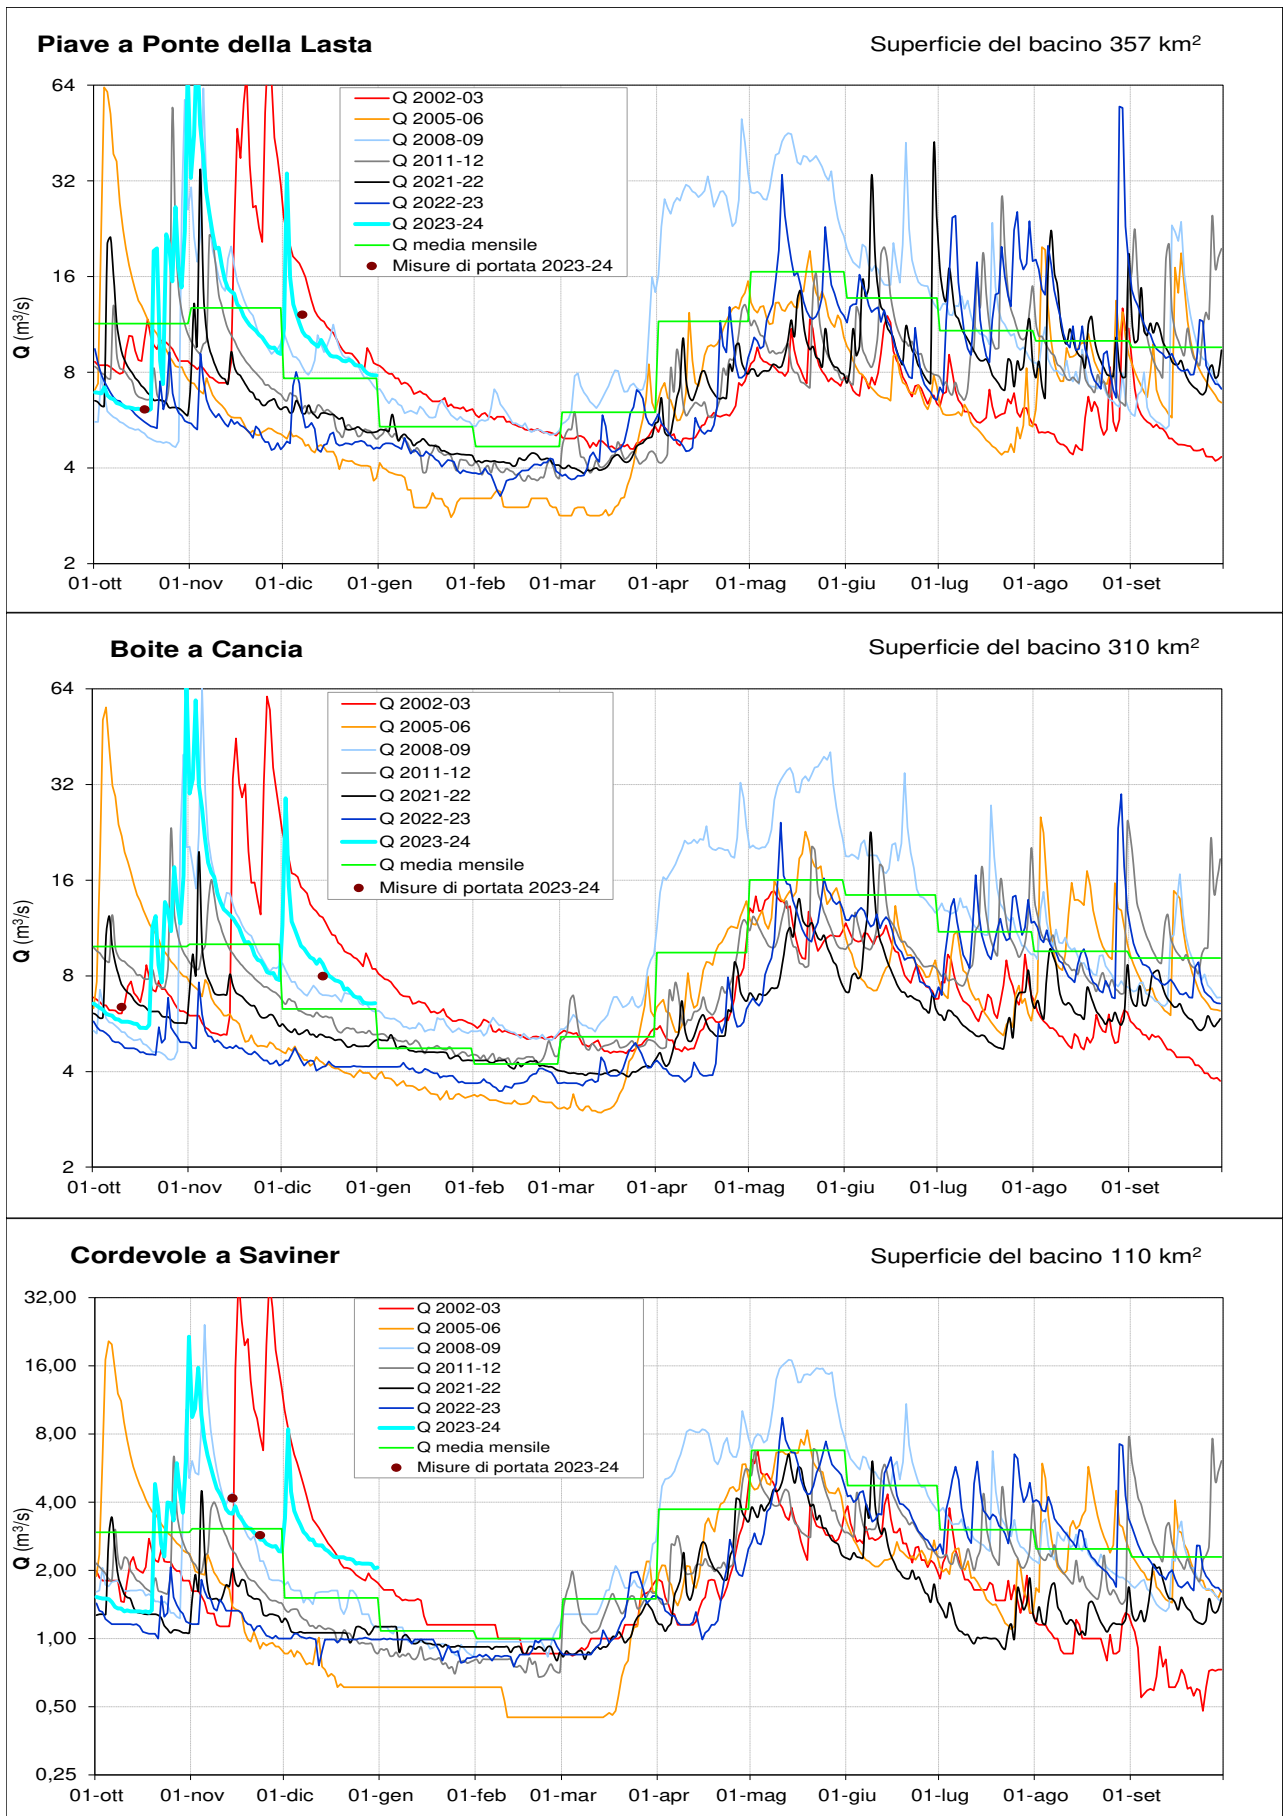 Piave a Ponte della Lasta
Superficie del bacino 357 km²
64
32
16
8
4
2
Q (m³/s)
Q 2002-03
Q 2005-06
Q 2008-09
Q 2011-12
Q 2021-22
Q 2022-23
Q 2023-24
Q media mensile
Misure di portata 2023-24
01-ott 01-nov 01-dic 01-gen 01-feb 01-mar 01-apr 01-mag 01-giu 01-lug 01-ago 01-set
Boite a Cancia
Superficie del bacino 310 km²
64
32
16
8
4
2
Q (m³/s)
Q 2002-03
Q 2005-06
Q 2008-09
Q 2011-12
Q 2021-22
Q 2022-23
Q 2023-24
Q media mensile
Misure di portata 2023-24
01-ott 01-nov 01-dic 01-gen 01-feb 01-mar 01-apr 01-mag 01-giu 01-lug 01-ago 01-set
Cordevole a Saviner
Superficie del bacino 110 km²
32,00
16,00
8,00
4,00
2,00
1,00
0,50
0,25
Q (m³/s)
Q 2002-03
Q 2005-06
Q 2008-09
Q 2011-12
Q 2021-22
Q 2022-23
Q 2023-24
Q media mensile
Misure di portata 2023-24
01-ott 01-nov 01-dic 01-gen 01-feb 01-mar 01-apr 01-mag 01-giu 01-lug 01-ago 01-set